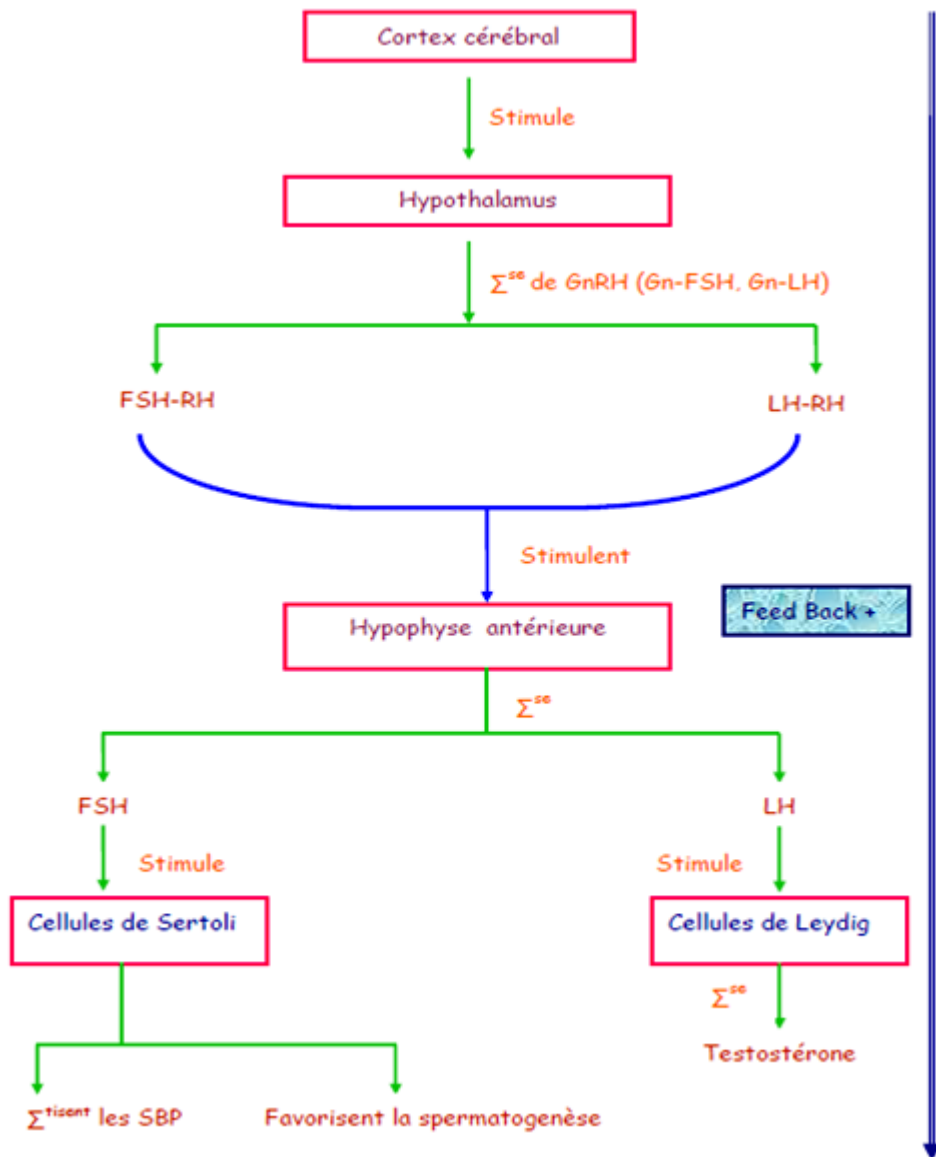 Cortex cérébral
Stimule
Hypothalamus
Σˢᵉ de GnRH (Gn-FSH, Gn-LH)
FSH-RH
LH-RH
Stimulent
Hypophyse antérieure
Feed Back +
Σˢᵉ
FSH
LH
Stimule
Stimule
Cellules de Sertoli
Cellules de Leydig
Σˢᵉ
Testostérone
Σᵗⁱˢᵉⁿᵗ les SBP
Favorisent la spermatogenèse